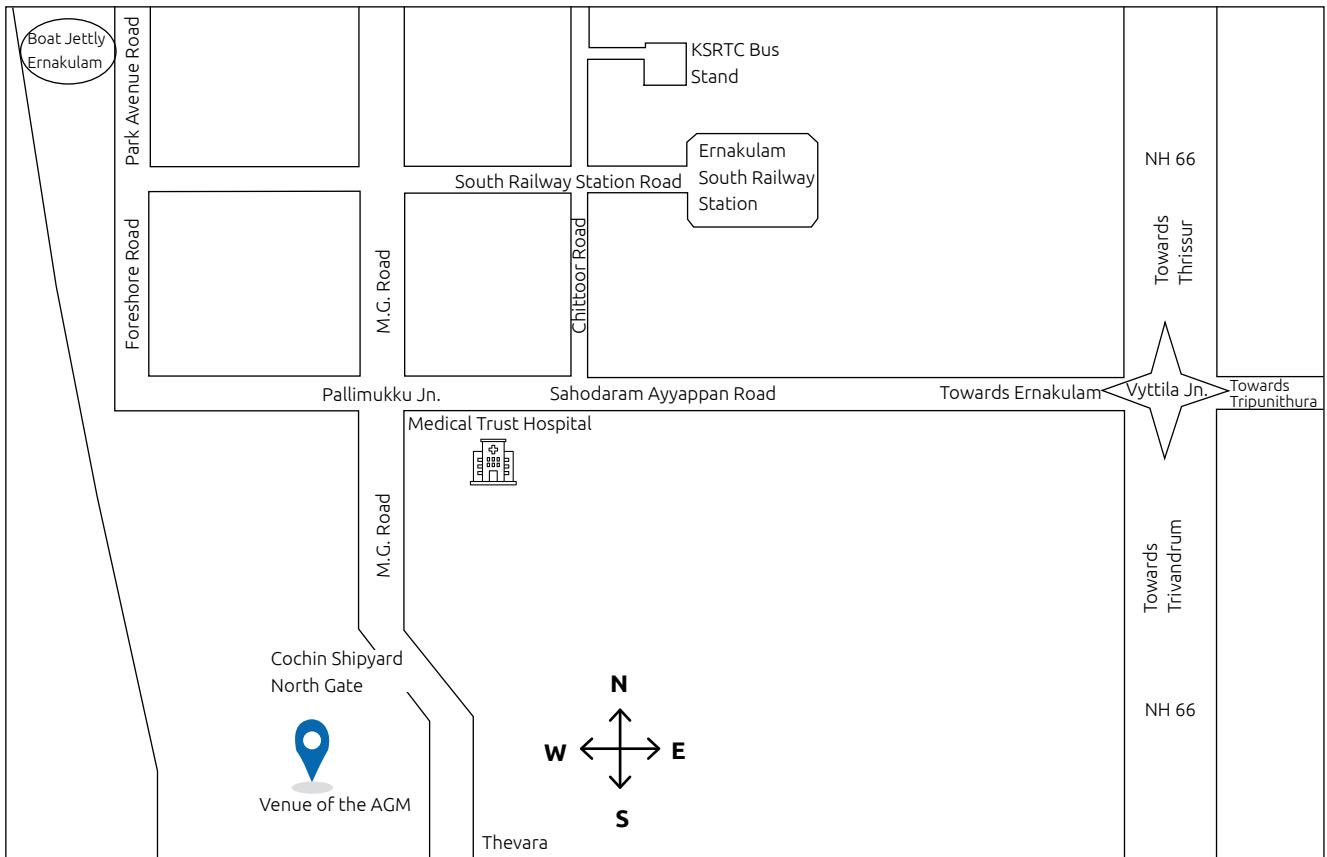 Boat Jettly
Ernakulam
Park Avenue Road
KSRTC Bus
Stand
Ernakulam
South Railway
Station
South Railway Station Road
NH 66
Towards
Thrissur
Foreshore Road
M.G. Road
Chittoor Road
Pallimukku Jn.
Sahodaram Ayyappan Road
Towards Ernakulam
Vyttila Jn.
Towards
Tripunithura
Medical Trust Hospital
M.G. Road
Towards
Trivandrum
Cochin Shipyard
North Gate
N
W
E
S
NH 66
Venue of the AGM
Thevara